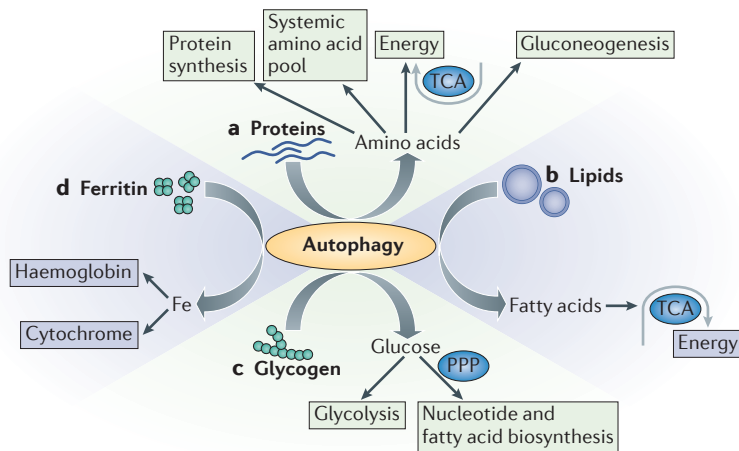 Protein
synthesis
Systemic
amino acid
pool
Energy
TCA
Gluconeogenesis
a Proteins
Amino acids
d Ferritin
b Lipids
Autophagy
Haemoglobin
Fe
Cytochrome
Fatty acids
TCA
Energy
c Glycogen
Glucose
PPP
Glycolysis
Nucleotide and
fatty acid biosynthesis